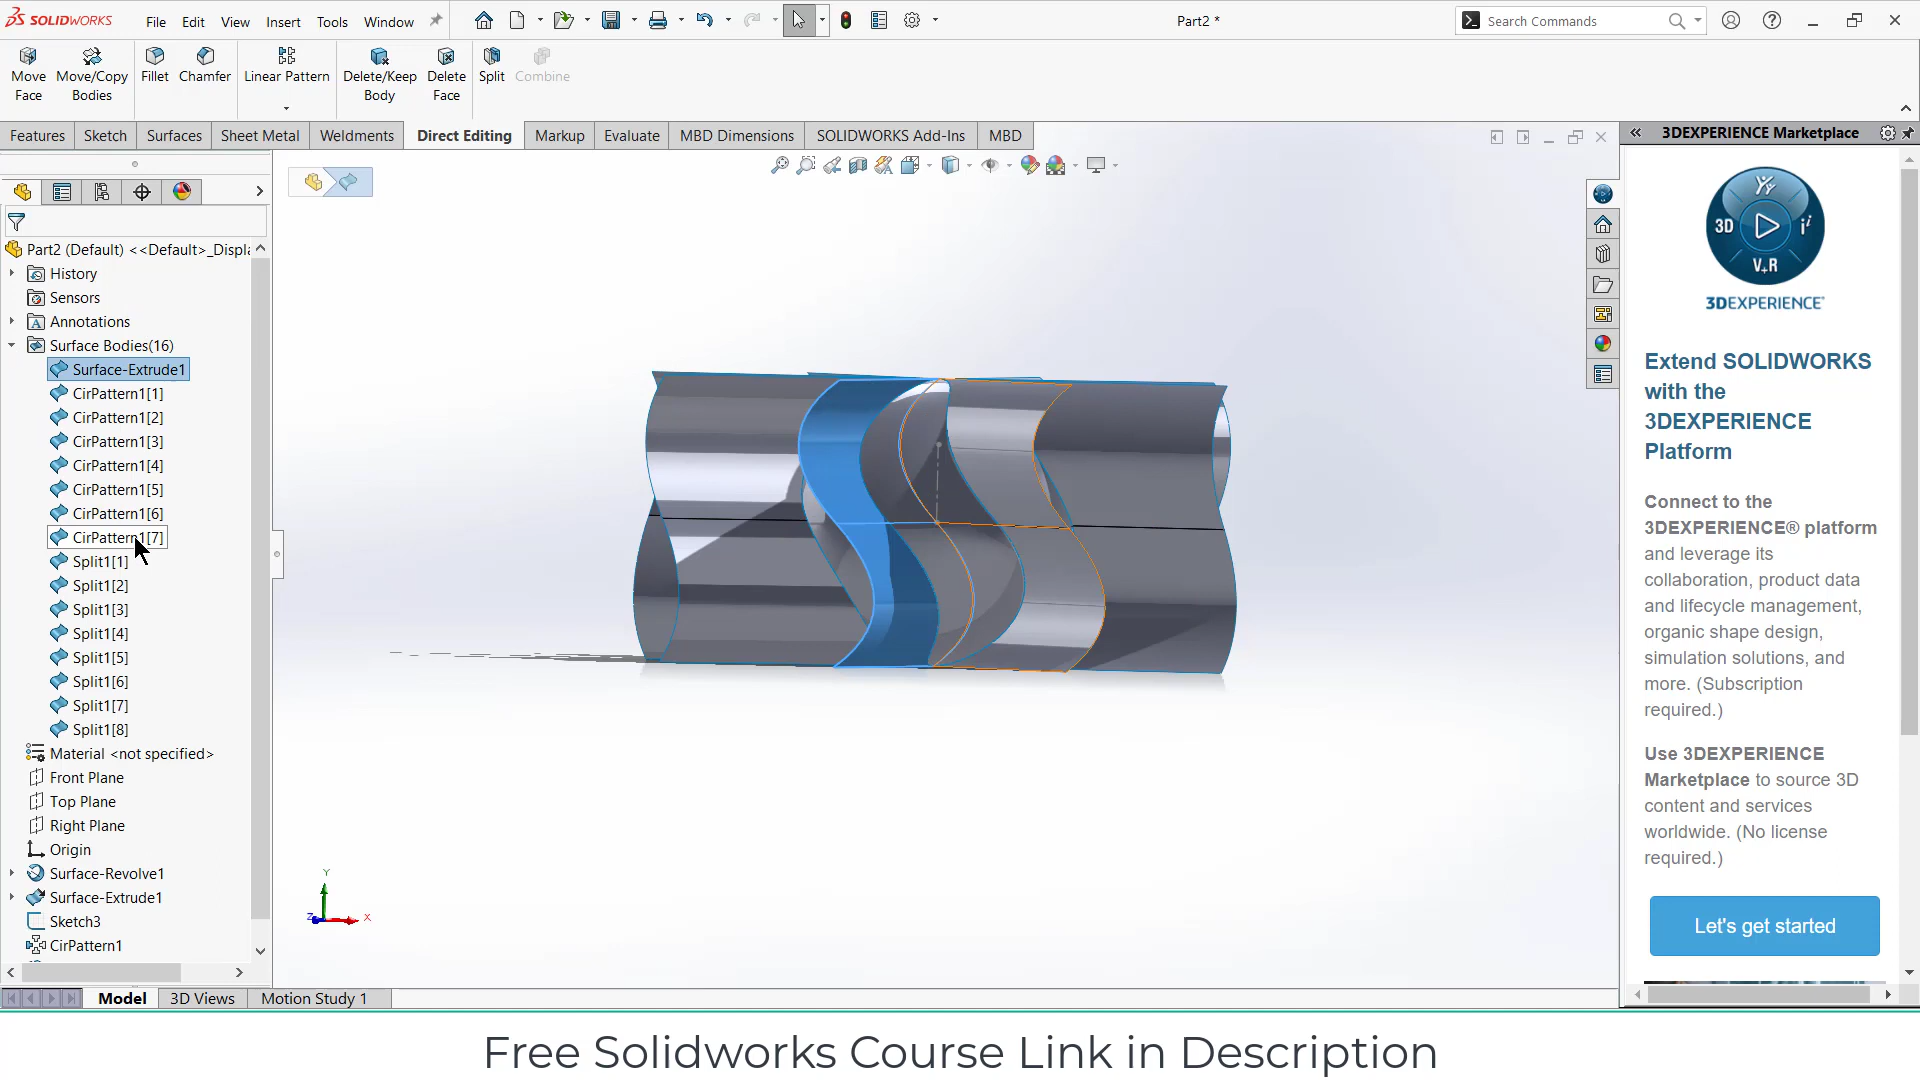 SOLIDWORKS File Edit View Insert Tools Window Part2 * Search Commands
Move Face Move/Copy Bodies Fillet Chamfer Linear Pattern Delete/Keep Body Delete Face Split Combine
Features Sketch Surfaces Sheet Metal Weldments Direct Editing Markup Evaluate MBD Dimensions SOLIDWORKS Add-Ins MBD
3DEXPERIENCE Marketplace
Part2 (Default) <<Default>_Displa
History
Sensors
Annotations
Surface Bodies(16)
Surface-Extrude1
CirPattern1[1]
CirPattern1[2]
CirPattern1[3]
CirPattern1[4]
CirPattern1[5]
CirPattern1[6]
CirPattern1[7]
Split1[1]
Split1[2]
Split1[3]
Split1[4]
Split1[5]
Split1[6]
Split1[7]
Split1[8]
Material <not specified>
Front Plane
Top Plane
Right Plane
Origin
Surface-Revolve1
Surface-Extrude1
Sketch3
CirPattern1
Y
Z X
3D i
V+R
3DEXPERIENCE
Extend SOLIDWORKS
with the
3DEXPERIENCE
Platform
Connect to the
3DEXPERIENCE® platform
and leverage its
collaboration, product data
and lifecycle management,
organic shape design,
simulation solutions, and
more. (Subscription
required.)
Use 3DEXPERIENCE
Marketplace to source 3D
content and services
worldwide. (No license
required.)
Let's get started
Model 3D Views Motion Study 1
Free Solidworks Course Link in Description